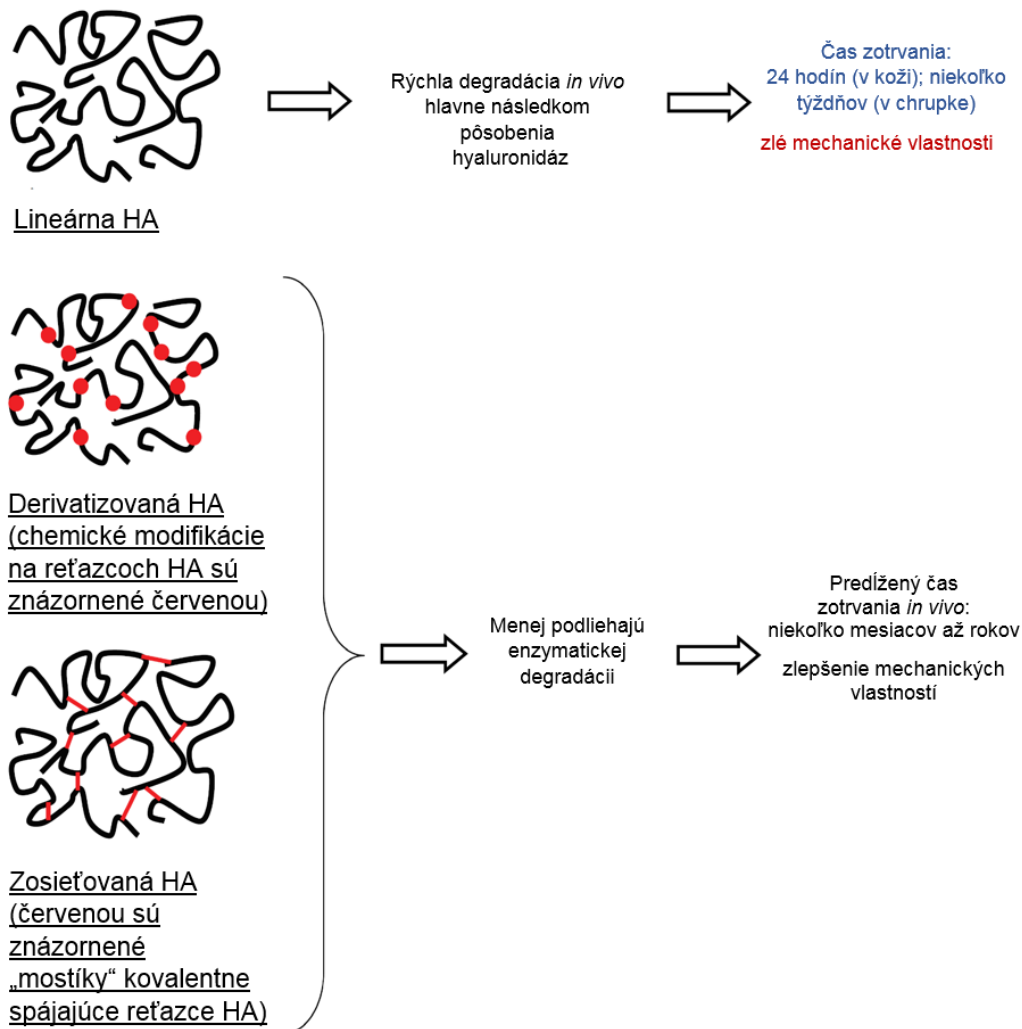 Rýchla degradácia in vivo
hlavne následkom
pôsobenia
hyaluronidáz
Čas zotrvania:
24 hodín (v koži); niekoľko
týždňov (v chrupke)
zlé mechanické vlastnosti
Lineárna HA
Derivatizovaná HA
(chemické modifikácie
na reťazcoch HA sú
znázornené červenou)
Menej podliehajú
enzymatickej
degradácii
Predĺžený čas
zotrvania in vivo:
niekoľko mesiacov až rokov
zlepšenie mechanických
vlastností
Zosieťovaná HA
(červenou sú
znázornené
„mostíky“ kovalentne
spájajúce reťazce HA)